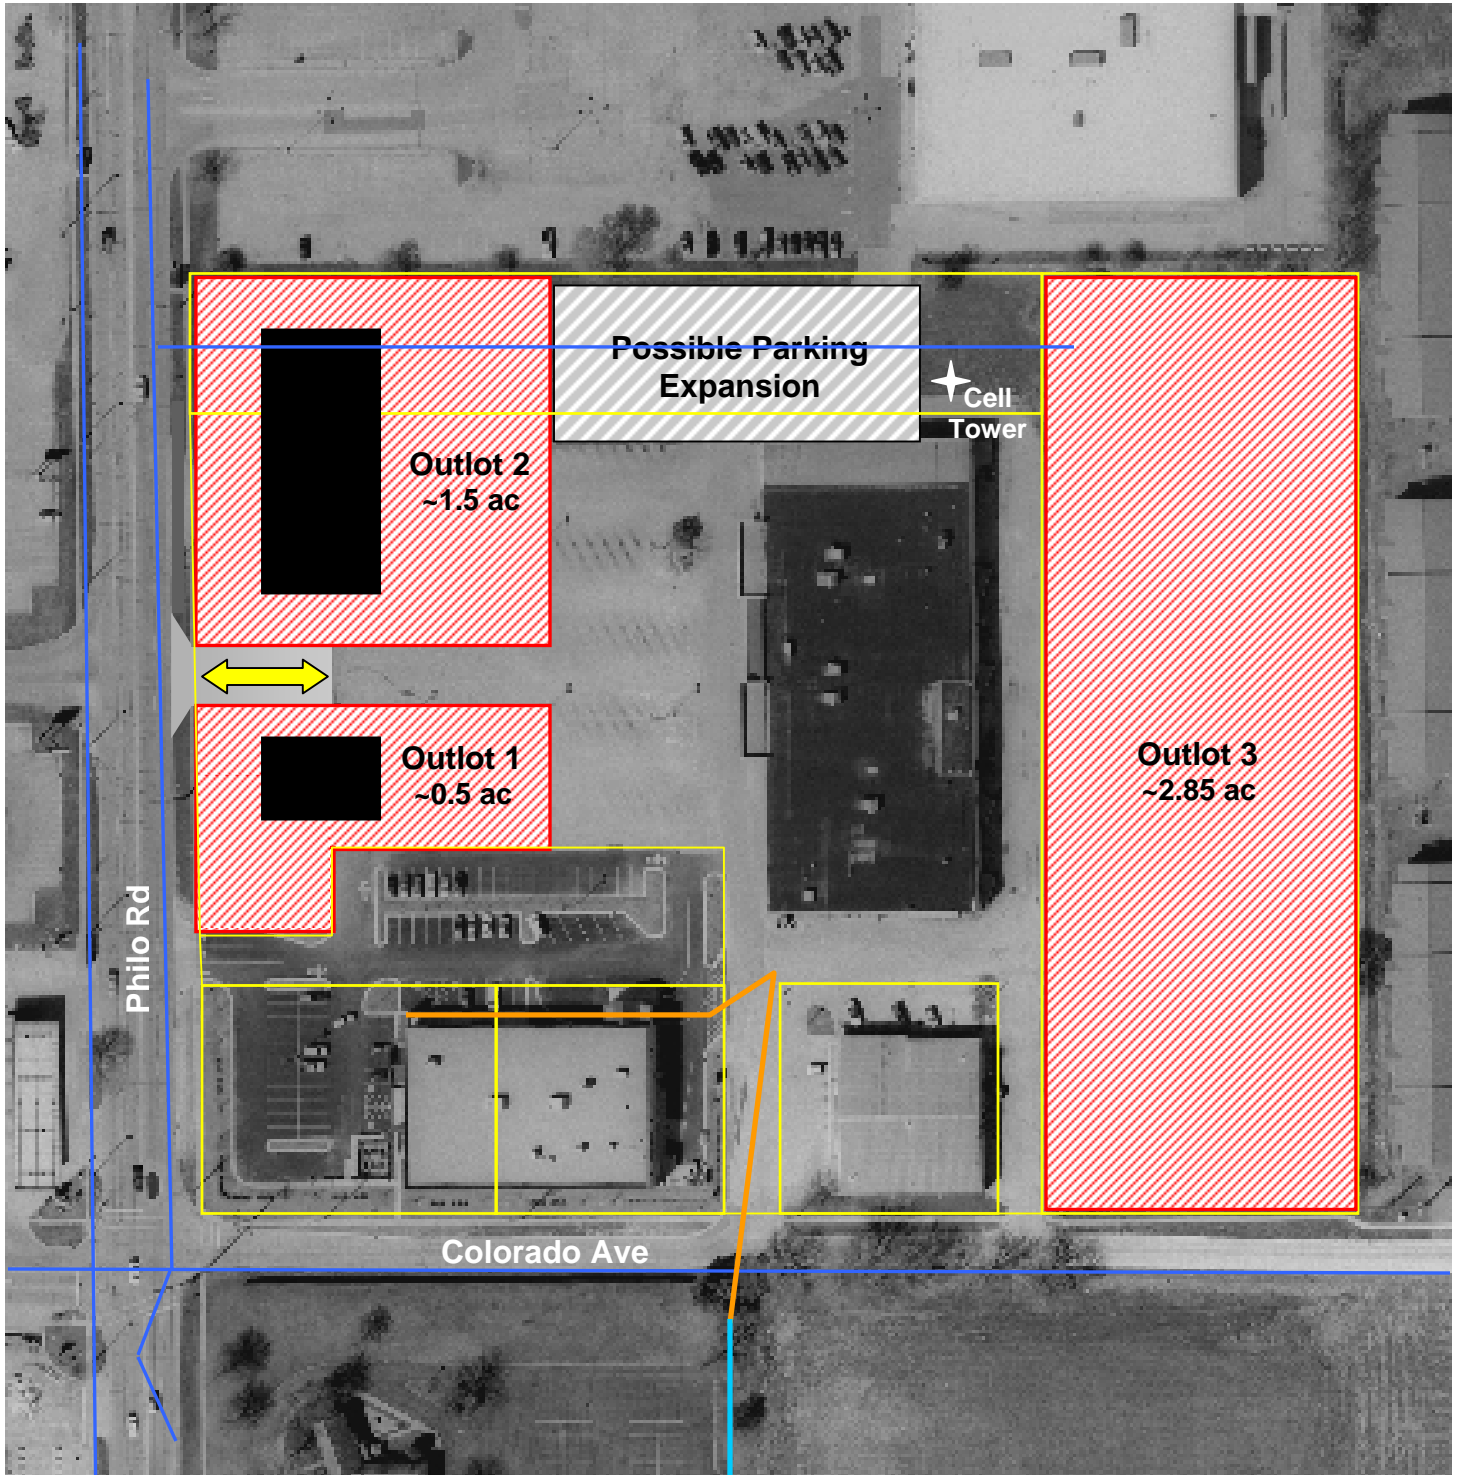 Possible Parking
Expansion
Cell
Tower
Outlot 2
~1.5 ac
Outlot 1
~0.5 ac
Outlot 3
~2.85 ac
Philo Rd
Colorado Ave